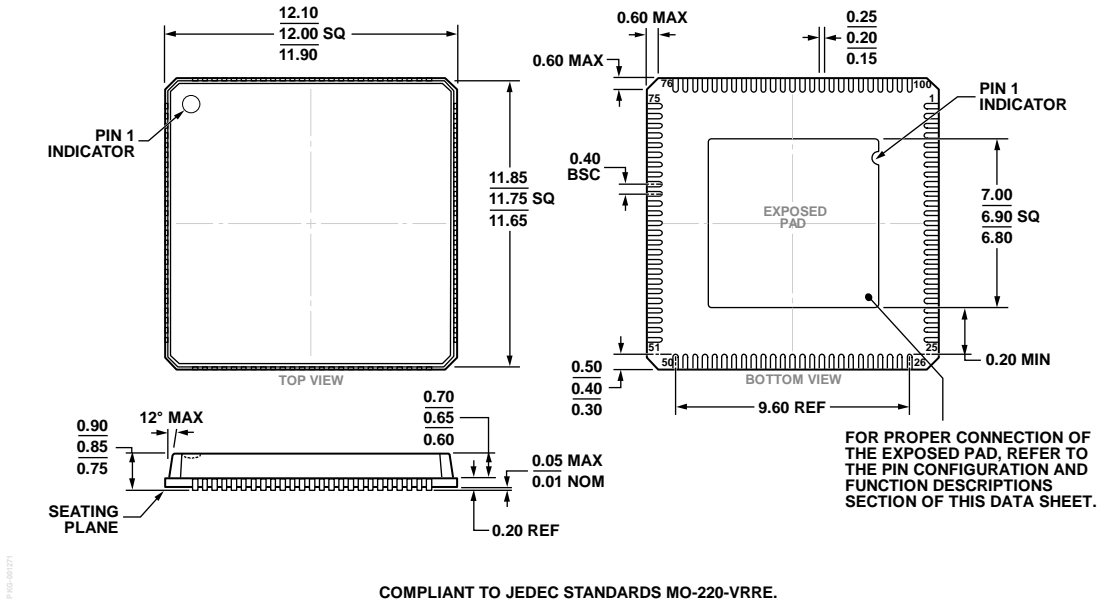 12.10
12.00 SQ
11.90
PIN 1
INDICATOR
11.85
11.75 SQ
11.65
TOP VIEW
0.60 MAX
0.25
0.20
0.15
0.60 MAX
76
100
75
1
PIN 1
INDICATOR
0.40
BSC
EXPOSED
PAD
7.00
6.90 SQ
6.80
51
25
50
26
0.20 MIN
0.50
0.40
0.30
BOTTOM VIEW
9.60 REF
FOR PROPER CONNECTION OF
THE EXPOSED PAD, REFER TO
THE PIN CONFIGURATION AND
FUNCTION DESCRIPTIONS
SECTION OF THIS DATA SHEET.
12° MAX
0.90
0.85
0.75
0.70
0.65
0.60
0.05 MAX
0.01 NOM
SEATING
PLANE
0.20 REF
PKG-001271
COMPLIANT TO JEDEC STANDARDS MO-220-VRRE.